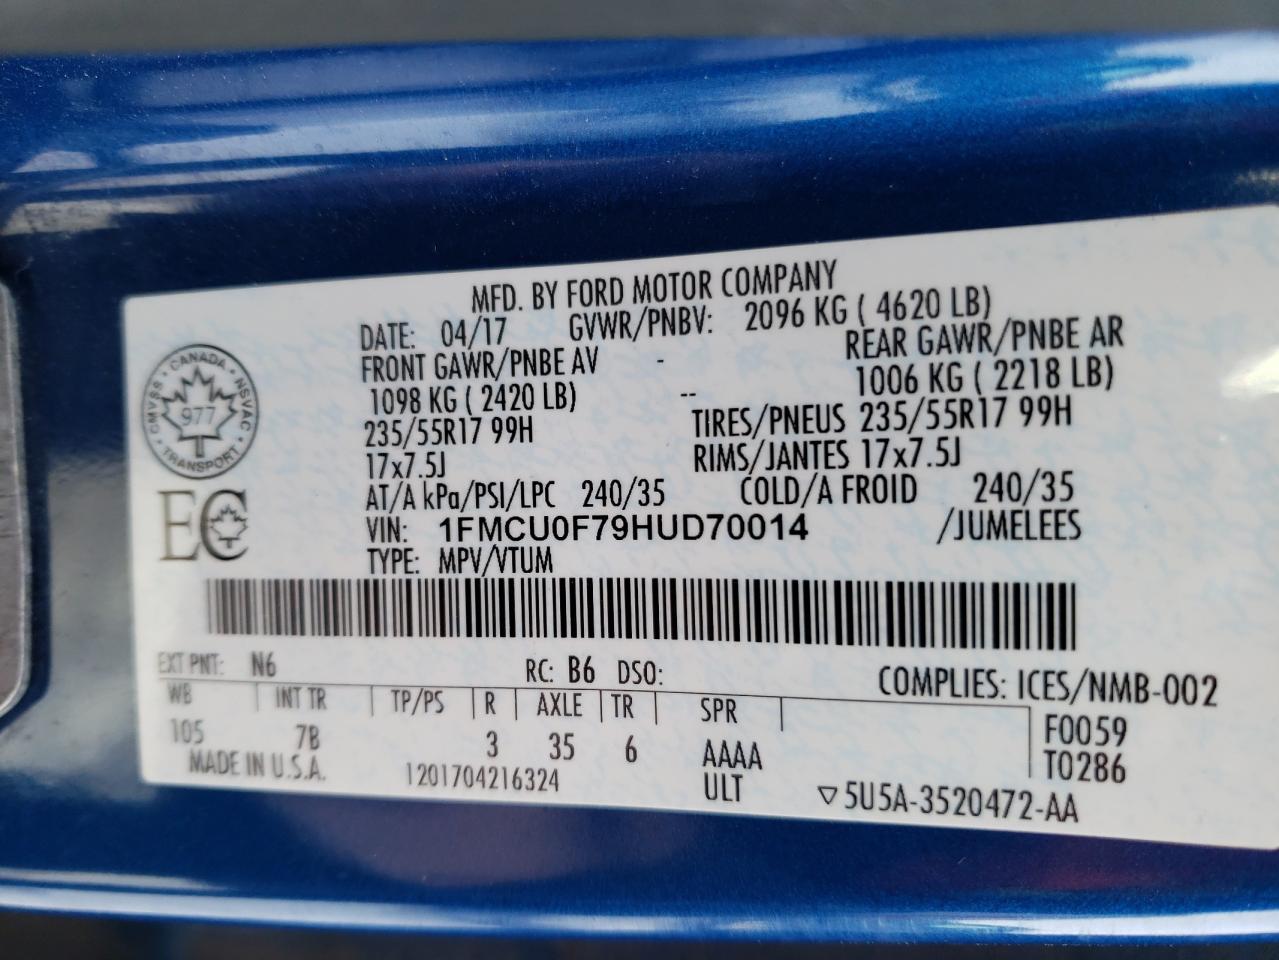 MFD. BY FORD MOTOR COMPANY
DATE: 04/17 GVWR/PNBV: 2096 KG ( 4620 LB)
FRONT GAWR/PNBE AV - REAR GAWR/PNBE AR
1098 KG ( 2420 LB) -- 1006 KG ( 2218 LB)
235/55R17 99H TIRES/PNEUS 235/55R17 99H
17x7.5J RIMS/JANTES 17x7.5J
AT/A kPa/PSI/LPC 240/35 COLD/A FROID 240/35
VIN: 1FMCU0F79HUD70014 /JUMELEES
TYPE: MPV/VTUM
CMVSS • CANADA • NSVAC • TRANSPORT •
977
EC
EXT PNT: N6 RC: B6 DSO: COMPLIES: ICES/NMB-002
WB INT TR TP/PS R AXLE TR SPR F0059
105 7B 3 35 6 AAAA T0286
MADE IN U.S.A. 1201704216324 ULT ▽5U5A-3520472-AA